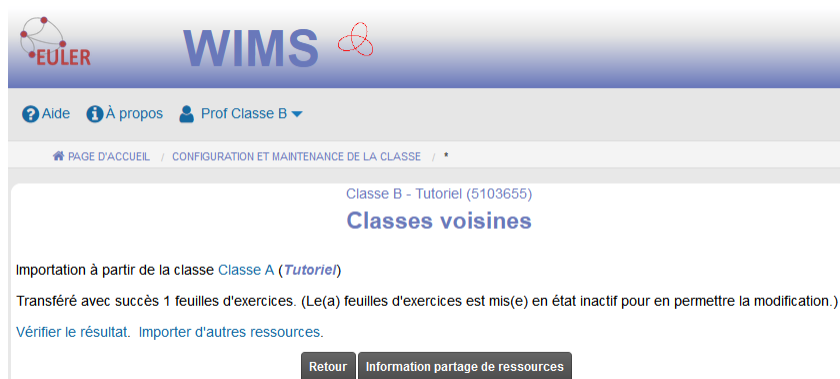 EULER
WIMS
Aide À propos Prof Classe B
PAGE D'ACCUEIL / CONFIGURATION ET MAINTENANCE DE LA CLASSE / *
Classe B - Tutoriel (5103655)
Classes voisines
Importation à partir de la classe Classe A (Tutoriel)
Transféré avec succès 1 feuilles d'exercices. (Le(a) feuilles d'exercices est mis(e) en état inactif pour en permettre la modification.)
Vérifier le résultat. Importer d'autres ressources.
Retour Information partage de ressources